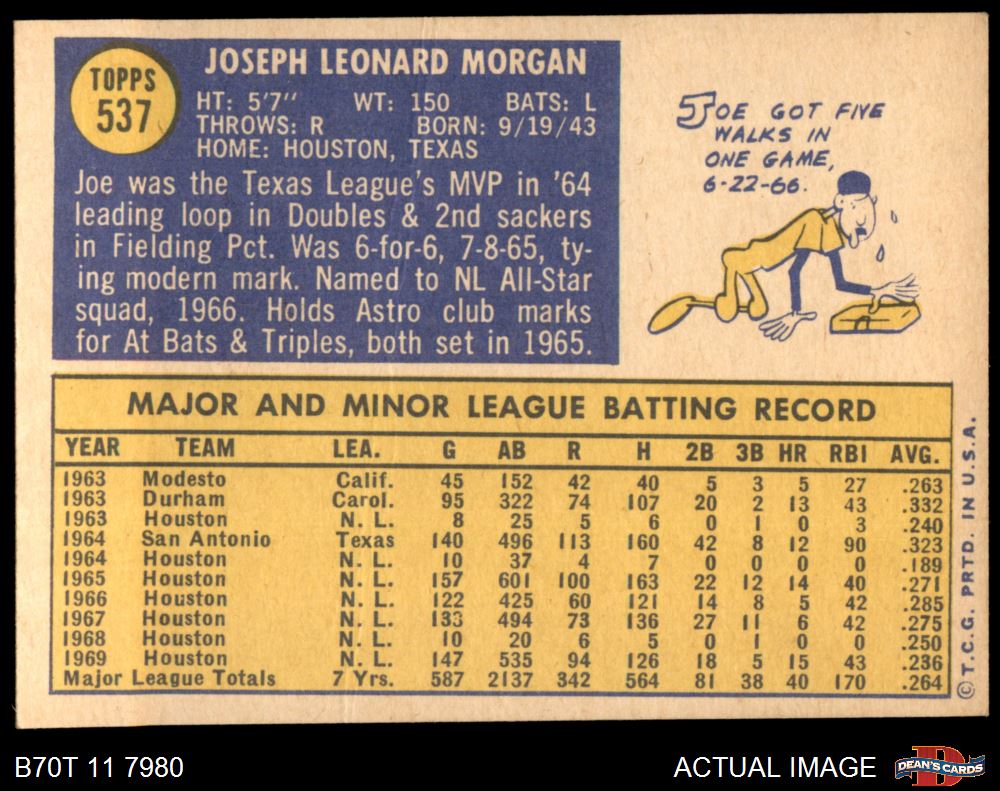 TOPPS
537
JOSEPH LEONARD MORGAN
HT: 5'7" WT: 150 BATS: L
THROWS: R BORN: 9/19/43
HOME: HOUSTON, TEXAS
Joe was the Texas League's MVP in '64
leading loop in Doubles & 2nd sackers
in Fielding Pct. Was 6-for-6, 7-8-65, ty-
ing modern mark. Named to NL All-Star
squad, 1966. Holds Astro club marks
for At Bats & Triples, both set in 1965.
JOE GOT FIVE
WALKS IN
ONE GAME,
6-22-66.
MAJOR AND MINOR LEAGUE BATTING RECORD
YEAR TEAM LEA. G AB R H 2B 3B HR RBI AVG.
1963 Modesto Calif. 45 152 42 40 5 3 5 27 .263
1963 Durham Carol. 95 322 74 107 20 2 13 43 .332
1963 Houston N. L. 8 25 5 6 0 1 0 3 .240
1964 San Antonio Texas 140 496 113 160 42 8 12 90 .323
1964 Houston N. L. 10 37 4 7 0 0 0 0 .189
1965 Houston N. L. 157 601 100 163 22 12 14 40 .271
1966 Houston N. L. 122 425 60 121 14 8 5 42 .285
1967 Houston N. L. 133 494 73 136 27 11 6 42 .275
1968 Houston N. L. 10 20 6 5 0 1 0 0 .250
1969 Houston N. L. 147 535 94 126 18 5 15 43 .236
Major League Totals 7 Yrs. 587 2137 342 564 81 38 40 170 .264
© T.C.G. PRTD. IN U.S.A.
B70T 11 7980
ACTUAL IMAGE
D
DEAN'S CARDS